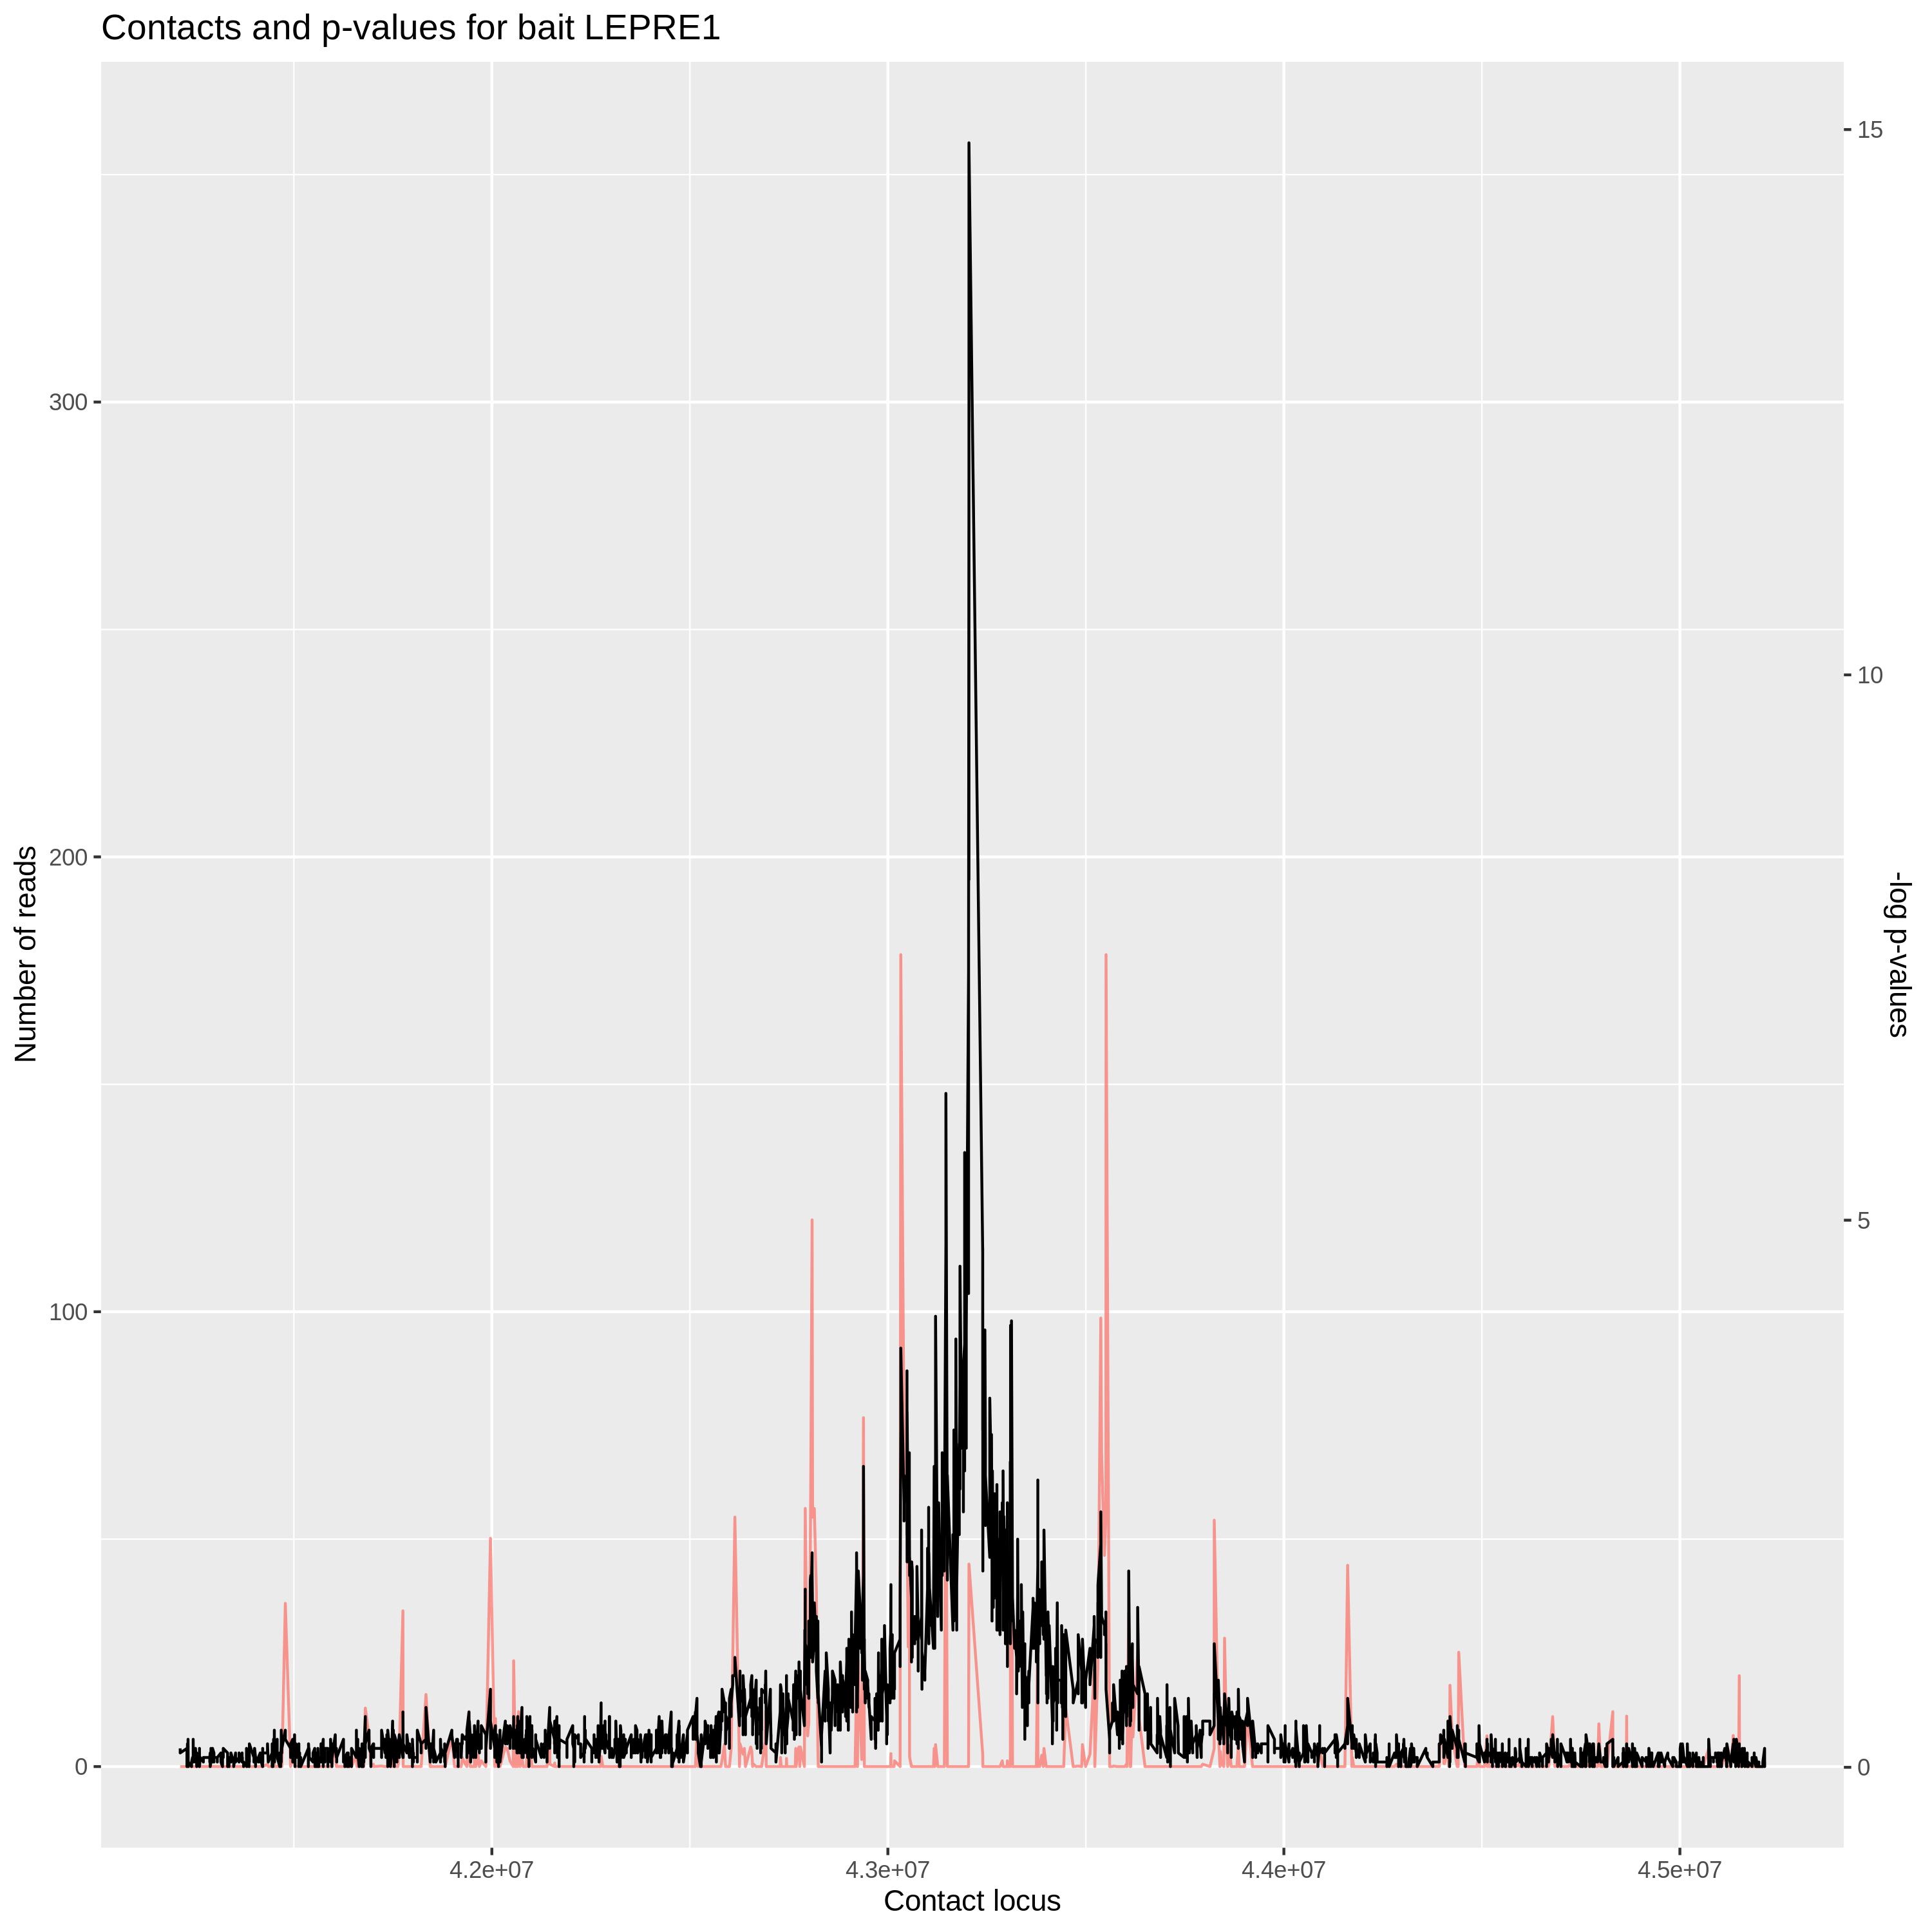 Contacts and p-values for bait LEPRE1
Number of reads
300
200
100
0
15
10
5
0
-log p-values
4.2e+07
4.3e+07
4.4e+07
4.5e+07
Contact locus